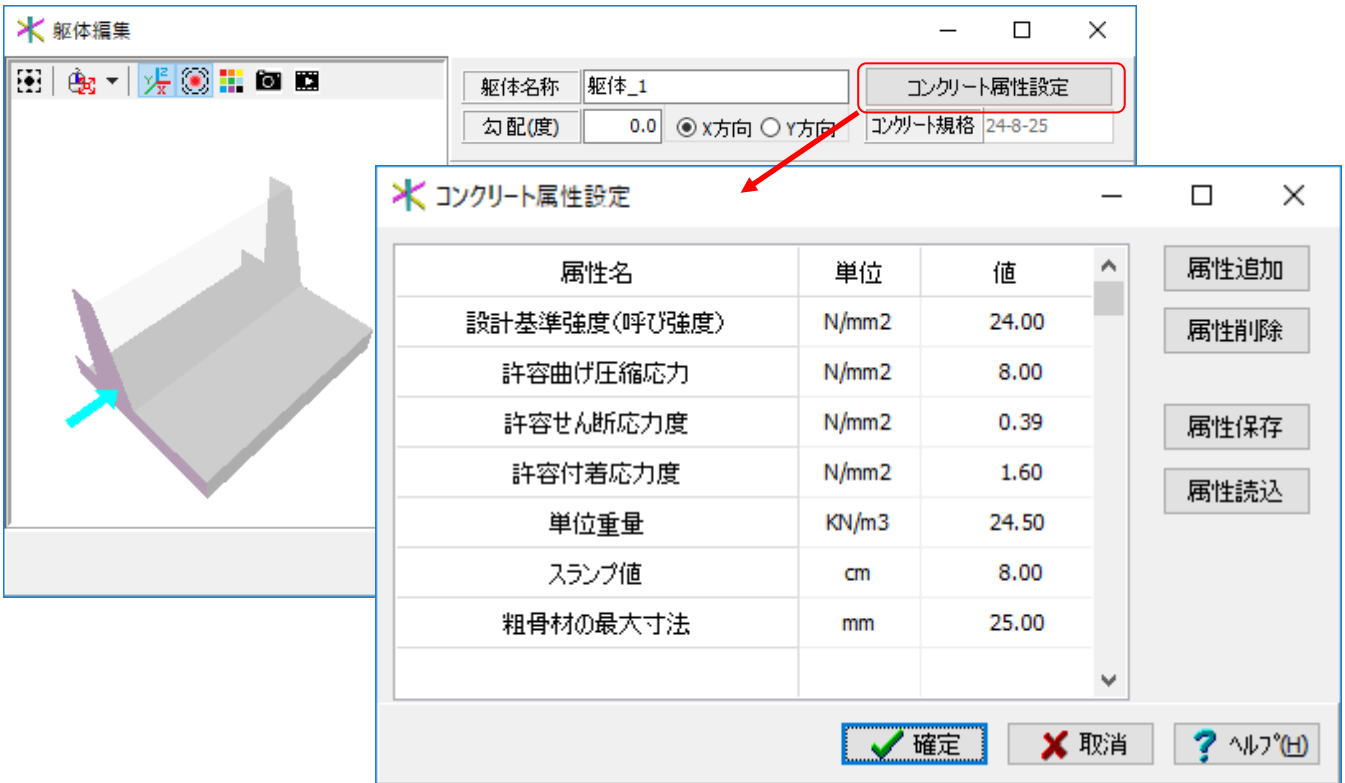 躯体編集
躯体名称 躯体_1 コンクリート属性設定
勾配(度) 0.0 X方向 Y方向 コンクリート規格 24-8-25
コンクリート属性設定
属性名 単位 値 属性追加
設計基準強度(呼び強度) N/mm2 24.00 属性削除
許容曲げ圧縮応力 N/mm2 8.00
許容せん断応力度 N/mm2 0.39 属性保存
許容付着応力度 N/mm2 1.60 属性読込
単位重量 KN/m3 24.50
スランプ値 cm 8.00
粗骨材の最大寸法 mm 25.00
確定 取消 ヘルプ(H)